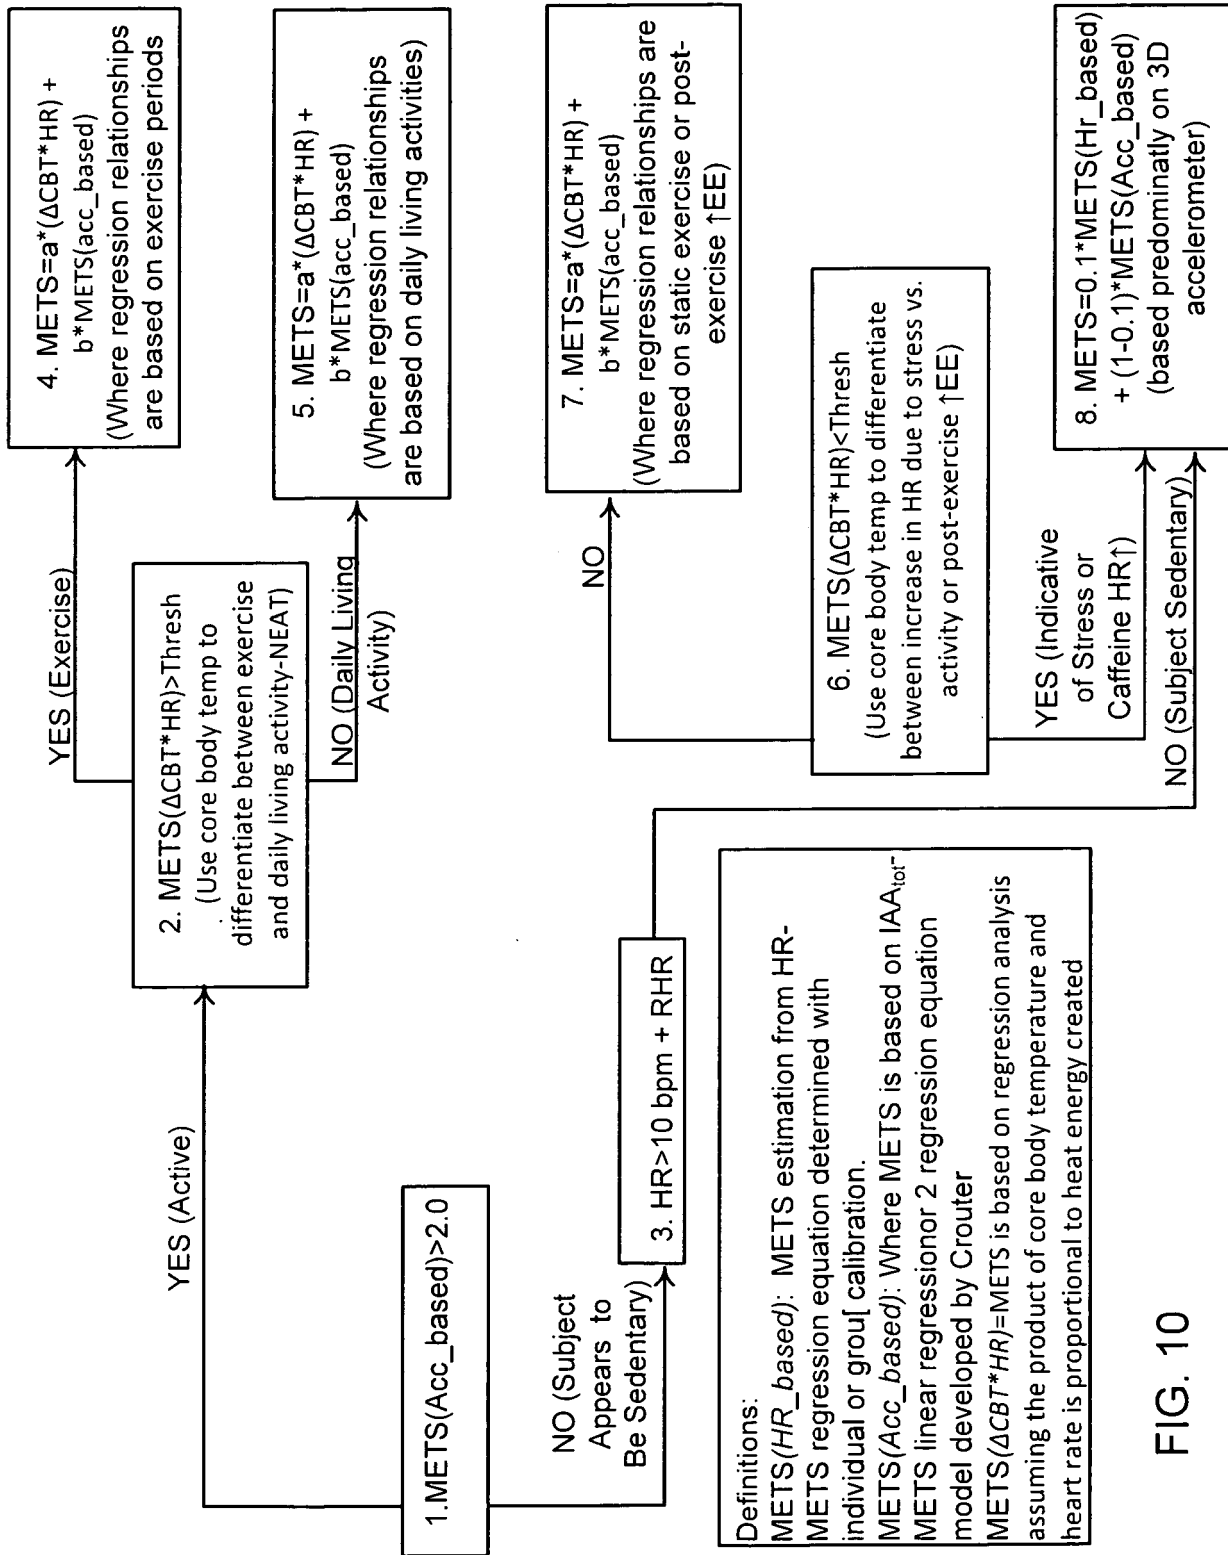 YES (Active)
1.METS(Acc_based)>2.0
NO (Subject
Appears to
Be Sedentary)
2. METS(ΔCBT*HR)>Thresh
. (Use core body temp to
differentiate between exercise
and daily living activity-NEAT)
YES (Exercise)
NO (Daily Living
Activity)
3. HR>10 bpm + RHR
4. METS=a*(ΔCBT*HR) +
b*METS(acc_based)
(Where regression relationships
are based on exercise periods
5. METS=a*(ΔCBT*HR) +
b*METS(acc_based)
(Where regression relationships
are based on daily living activities)
NO
6. METS(ΔCBT*HR)<Thresh
(Use core body temp to differentiate
between increase in HR due to stress vs.
activity or post-exercise ↑EE)
YES (Indicative
of Stress or
Caffeine HR↑)
NO (Subject Sedentary)
7. METS=a*(ΔCBT*HR) +
b*METS(acc_based)
(Where regression relationships are
based on static exercise or post-
exercise ↑EE)
8. METS=0.1*METS(Hr_based)
+ (1-0.1)*METS(Acc_based)
(based predominatly on 3D
accelerometer)
Definitions:
METS(HR_based): METS estimation from HR-
METS regression equation determined with
individual or grou[ calibration.
METS(Acc_based): Where METS is based on IAAtot-
METS linear regressionor 2 regression equation
model developed by Crouter
METS(ΔCBT*HR)=METS is based on regression analysis
assuming the product of core body temperature and
heart rate is proportional to heat energy created
FIG. 10